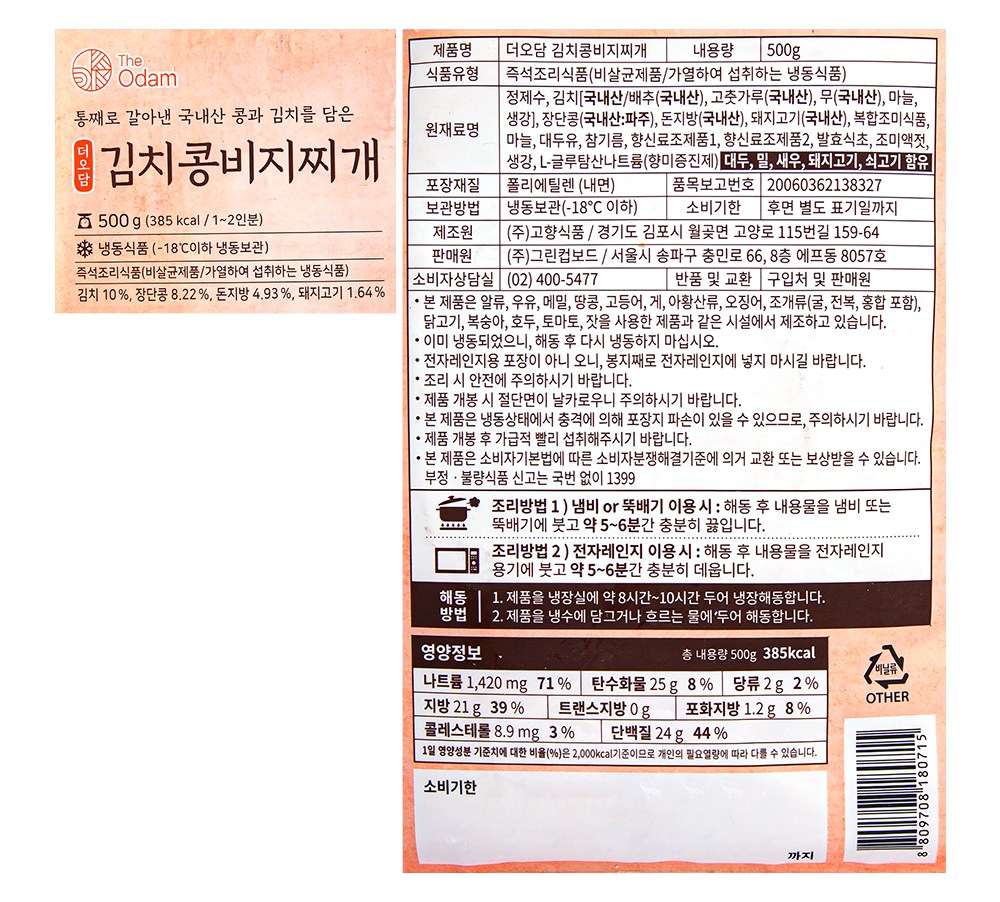 The
Odam
통째로 갈아낸 국내산 콩과 김치를 담은
더오담 김치콩비지찌개
500g (385 kcal / 1~2인분)
냉동식품 (-18℃이하 냉동보관)
즉석조리식품(비살균제품/가열하여 섭취하는 냉동식품)
김치 10%, 장단콩 8.22%, 돈지방 4.93%, 돼지고기 1.64%
제품명 더오담 김치콩비지찌개 내용량 500g
식품유형 즉석조리식품(비살균제품/가열하여 섭취하는 냉동식품)
원재료명 정제수, 김치[국내산/배추(국내산), 고춧가루(국내산), 무(국내산), 마늘,
생강], 장단콩(국내산:파주), 돈지방(국내산), 돼지고기(국내산), 복합조미식품,
마늘, 대두유, 참기름, 향신료조제품1, 향신료조제품2, 발효식초, 조미액젓,
생강, L-글루탐산나트륨(향미증진제) 대두, 밀, 새우, 돼지고기, 쇠고기 함유
포장재질 폴리에틸렌 (내면) 품목보고번호 20060362138327
보관방법 냉동보관(-18℃ 이하) 소비기한 후면 별도 표기일까지
제조원 (주)고향식품 / 경기도 김포시 월곶면 고양로 115번길 159-64
판매원 (주)그린컵보드 / 서울시 송파구 충민로 66, 8층 에프동 8057호
소비자상담실 (02) 400-5477 반품 및 교환 구입처 및 판매원
• 본 제품은 알류, 우유, 메밀, 땅콩, 고등어, 게, 아황산류, 오징어, 조개류(굴, 전복, 홍합 포함),
닭고기, 복숭아, 호두, 토마토, 잣을 사용한 제품과 같은 시설에서 제조하고 있습니다.
• 이미 냉동되었으니, 해동 후 다시 냉동하지 마십시오.
• 전자레인지용 포장이 아니 오니, 봉지째로 전자레인지에 넣지 마시길 바랍니다.
• 조리 시 안전에 주의하시기 바랍니다.
• 제품 개봉 시 절단면이 날카로우니 주의하시기 바랍니다.
• 본 제품은 냉동상태에서 충격에 의해 포장지 파손이 있을 수 있으므로, 주의하시기 바랍니다.
• 제품 개봉 후 가급적 빨리 섭취해주시기 바랍니다.
• 본 제품은 소비자기본법에 따른 소비자분쟁해결기준에 의거 교환 또는 보상받을 수 있습니다.
부정 · 불량식품 신고는 국번 없이 1399
조리방법 1 ) 냄비 or 뚝배기 이용 시 : 해동 후 내용물을 냄비 또는
뚝배기에 붓고 약 5~6분간 충분히 끓입니다.
조리방법 2 ) 전자레인지 이용 시 : 해동 후 내용물을 전자레인지
용기에 붓고 약 5~6분간 충분히 데웁니다.
해동 방법
1. 제품을 냉장실에 약 8시간~10시간 두어 냉장해동합니다.
2. 제품을 냉수에 담그거나 흐르는 물에 두어 해동합니다.
영양정보 총 내용량 500g 385kcal
나트륨 1,420 mg 71 % 탄수화물 25 g 8 % 당류 2 g 2 %
지방 21 g 39 % 트랜스지방 0 g 포화지방 1.2 g 8 %
콜레스테롤 8.9 mg 3 % 단백질 24 g 44 %
1일 영양성분 기준치에 대한 비율(%)은 2,000kcal기준이므로 개인의 필요열량에 따라 다를 수 있습니다.
소비기한
까지
비닐류
OTHER
8 809708 180715